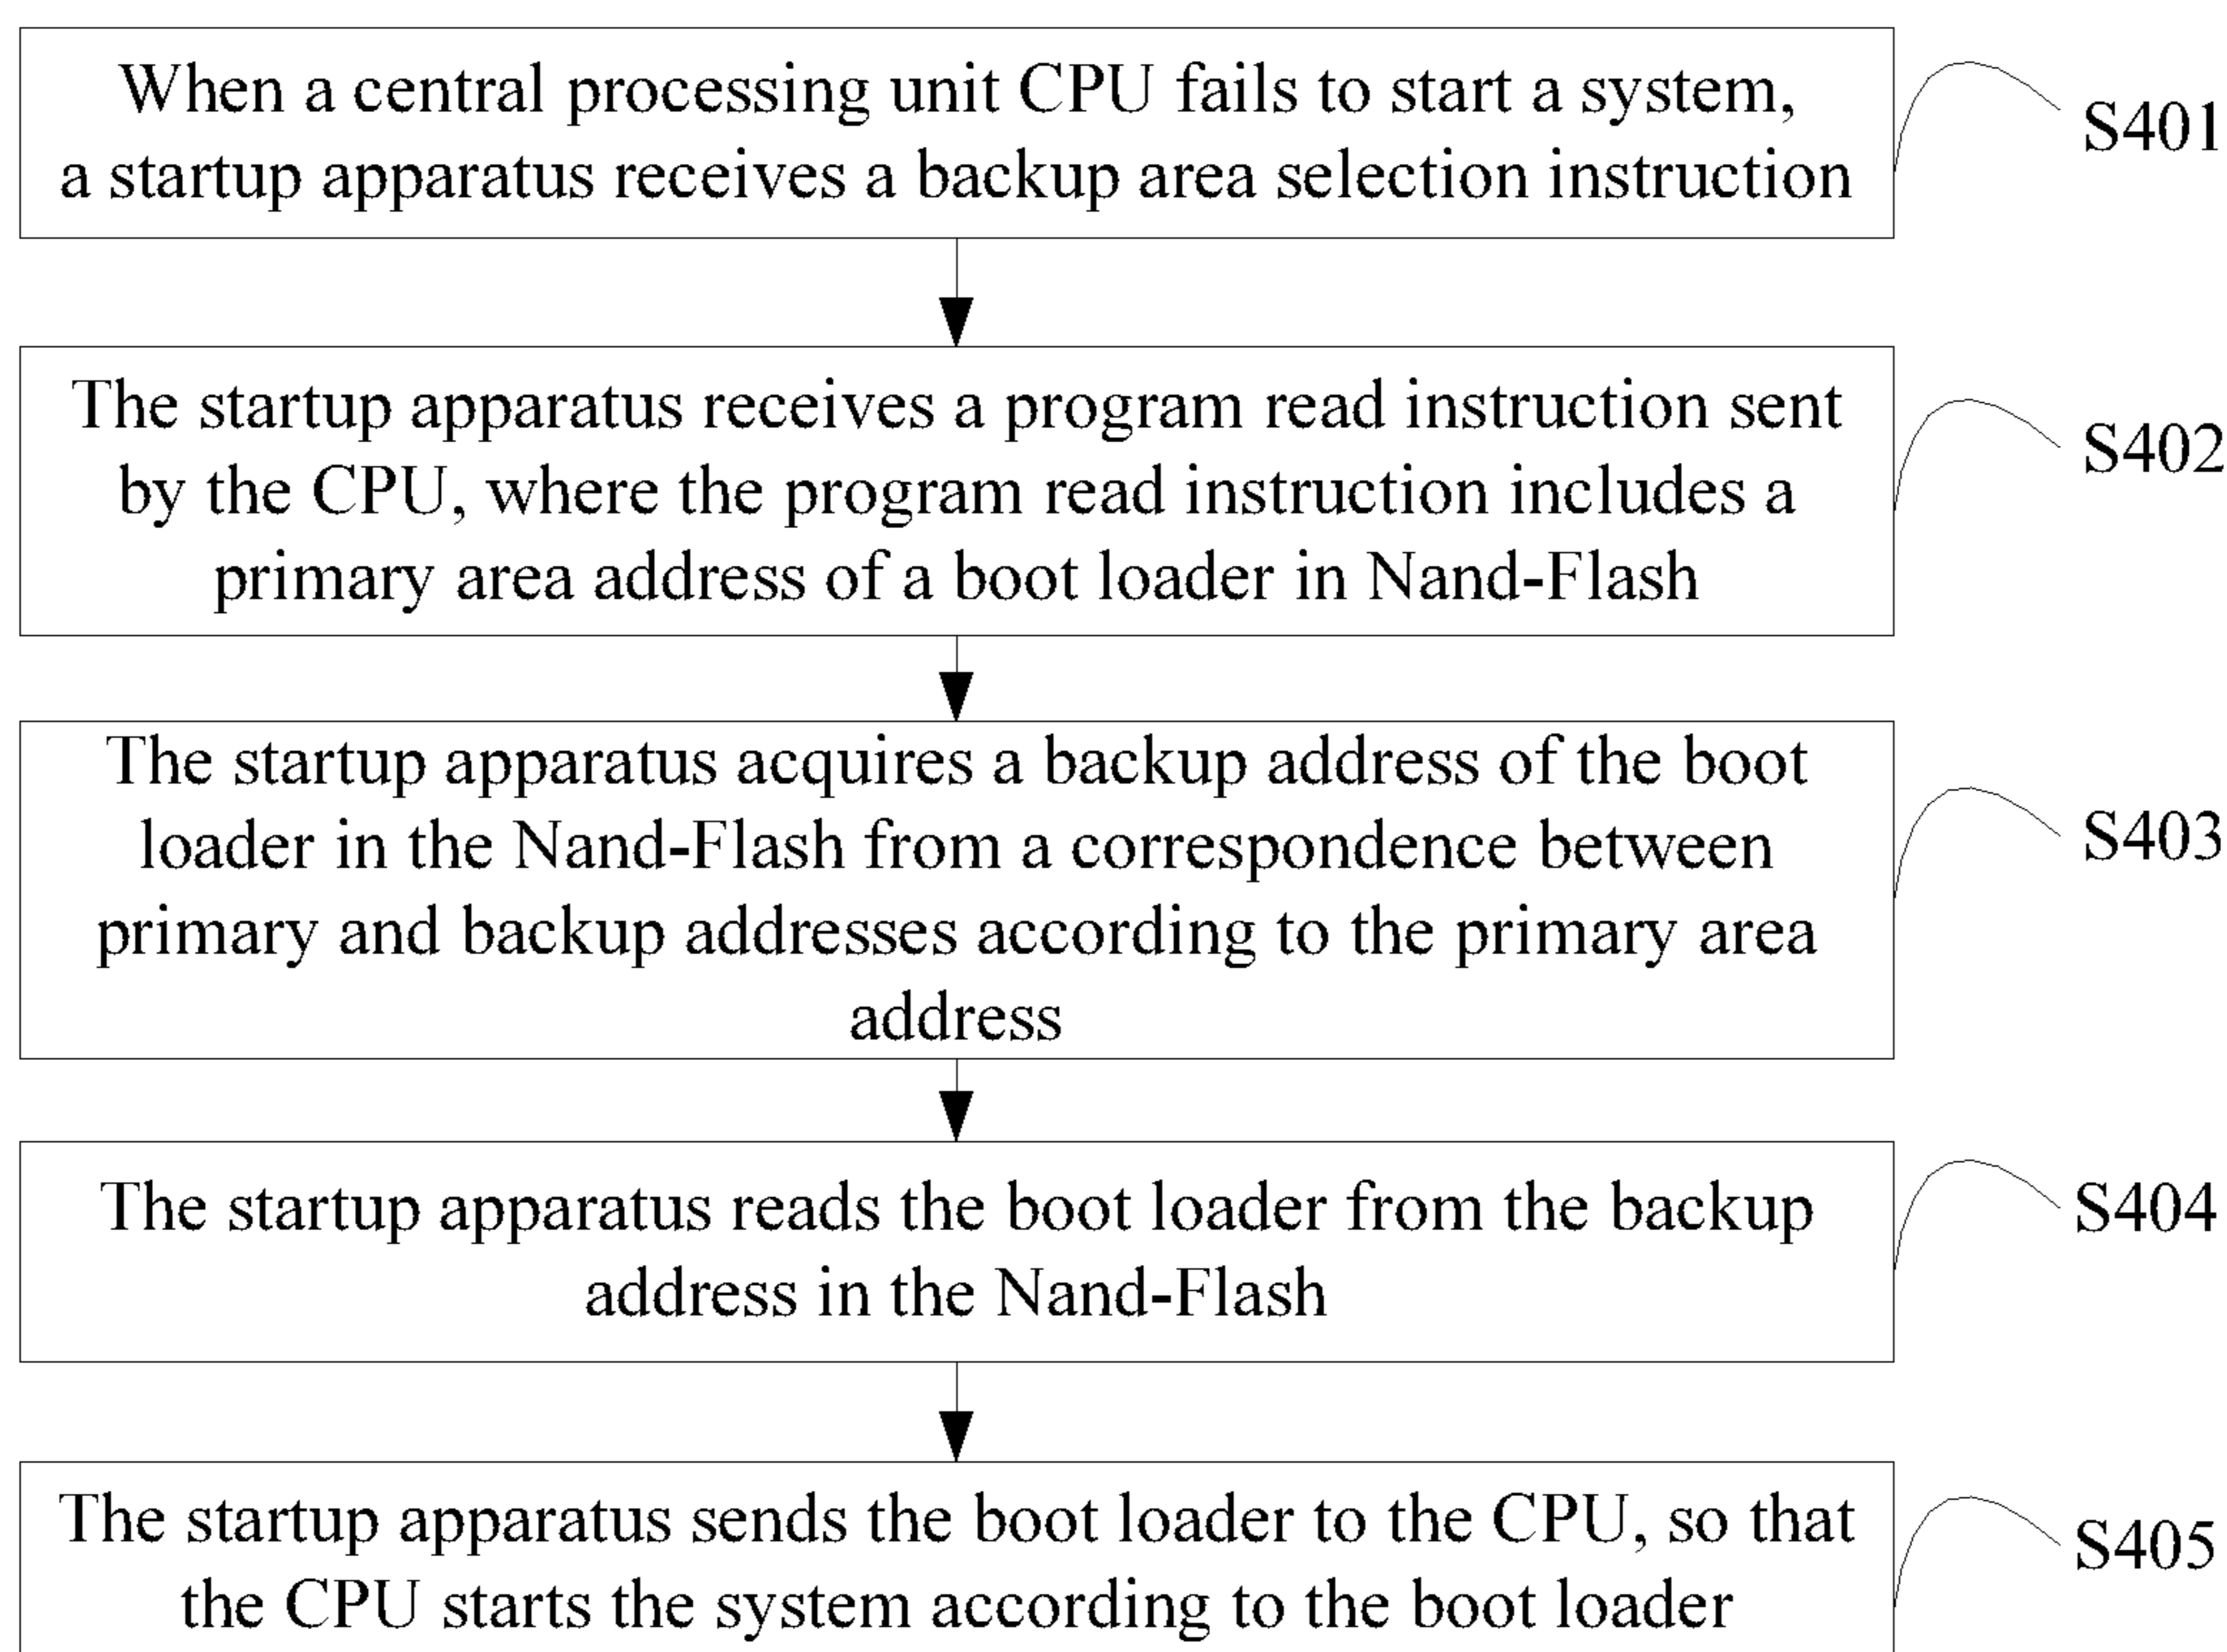 When a central processing unit CPU fails to start a system,
a startup apparatus receives a backup area selection instruction
S401
The startup apparatus receives a program read instruction sent
by the CPU, where the program read instruction includes a
primary area address of a boot loader in Nand-Flash
S402
The startup apparatus acquires a backup address of the boot
loader in the Nand-Flash from a correspondence between
primary and backup addresses according to the primary area
address
S403
The startup apparatus reads the boot loader from the backup
address in the Nand-Flash
S404
The startup apparatus sends the boot loader to the CPU, so that
the CPU starts the system according to the boot loader
S405